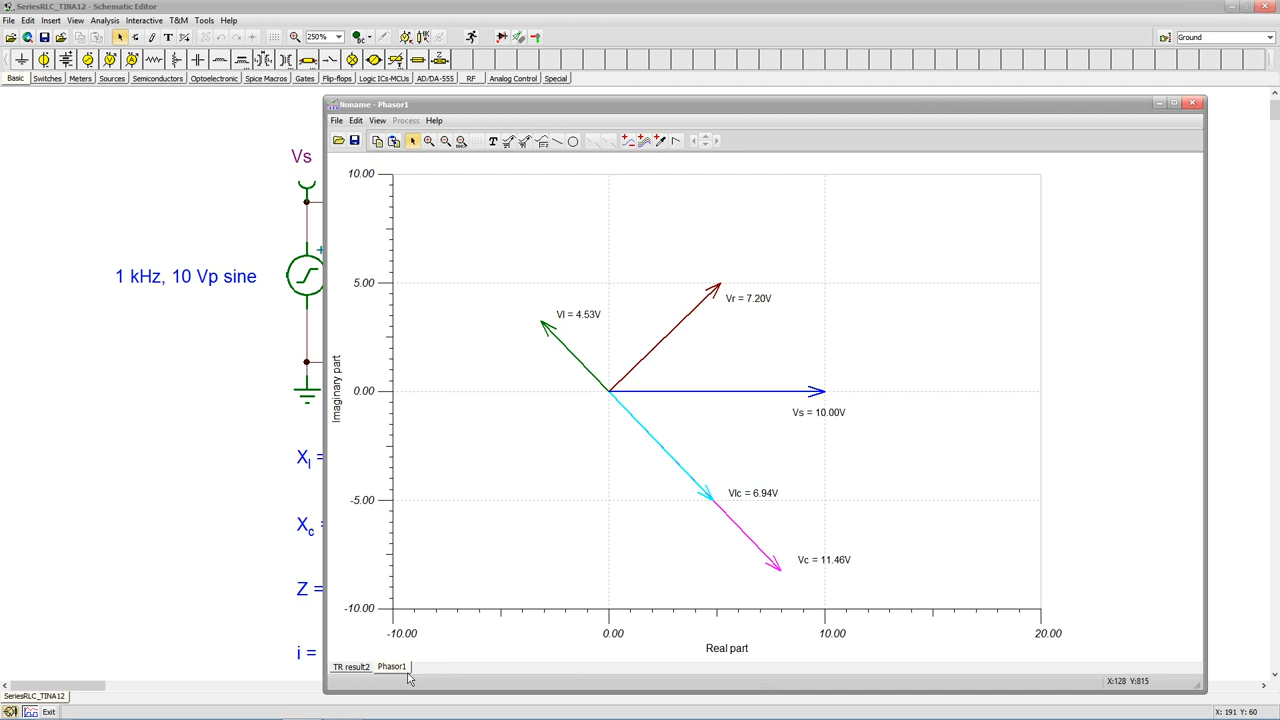 SeriesRLC_TINA12 - Schematic Editor
File Edit Insert View Analysis Interactive T&M Tools Help
250% DC Ground
Basic Switches Meters Sources Semiconductors Optoelectronic Spice Macros Gates Flip-flops Logic ICs-MCUs AD/DA-555 RF Analog Control Special
Noname - Phasor1
File Edit View Process Help
Vs
1 kHz, 10 Vp sine
+
Xl =
Xc =
Z =
i =
10.00
5.00
0.00
-5.00
-10.00
Imaginary part
Vl = 4.53V
Vr = 7.20V
Vs = 10.00V
Vlc = 6.94V
Vc = 11.46V
-10.00 0.00 10.00 20.00
Real part
TR result2 Phasor1
X:128 Y:815
SeriesRLC_TINA12
Exit X: 191 Y: 60